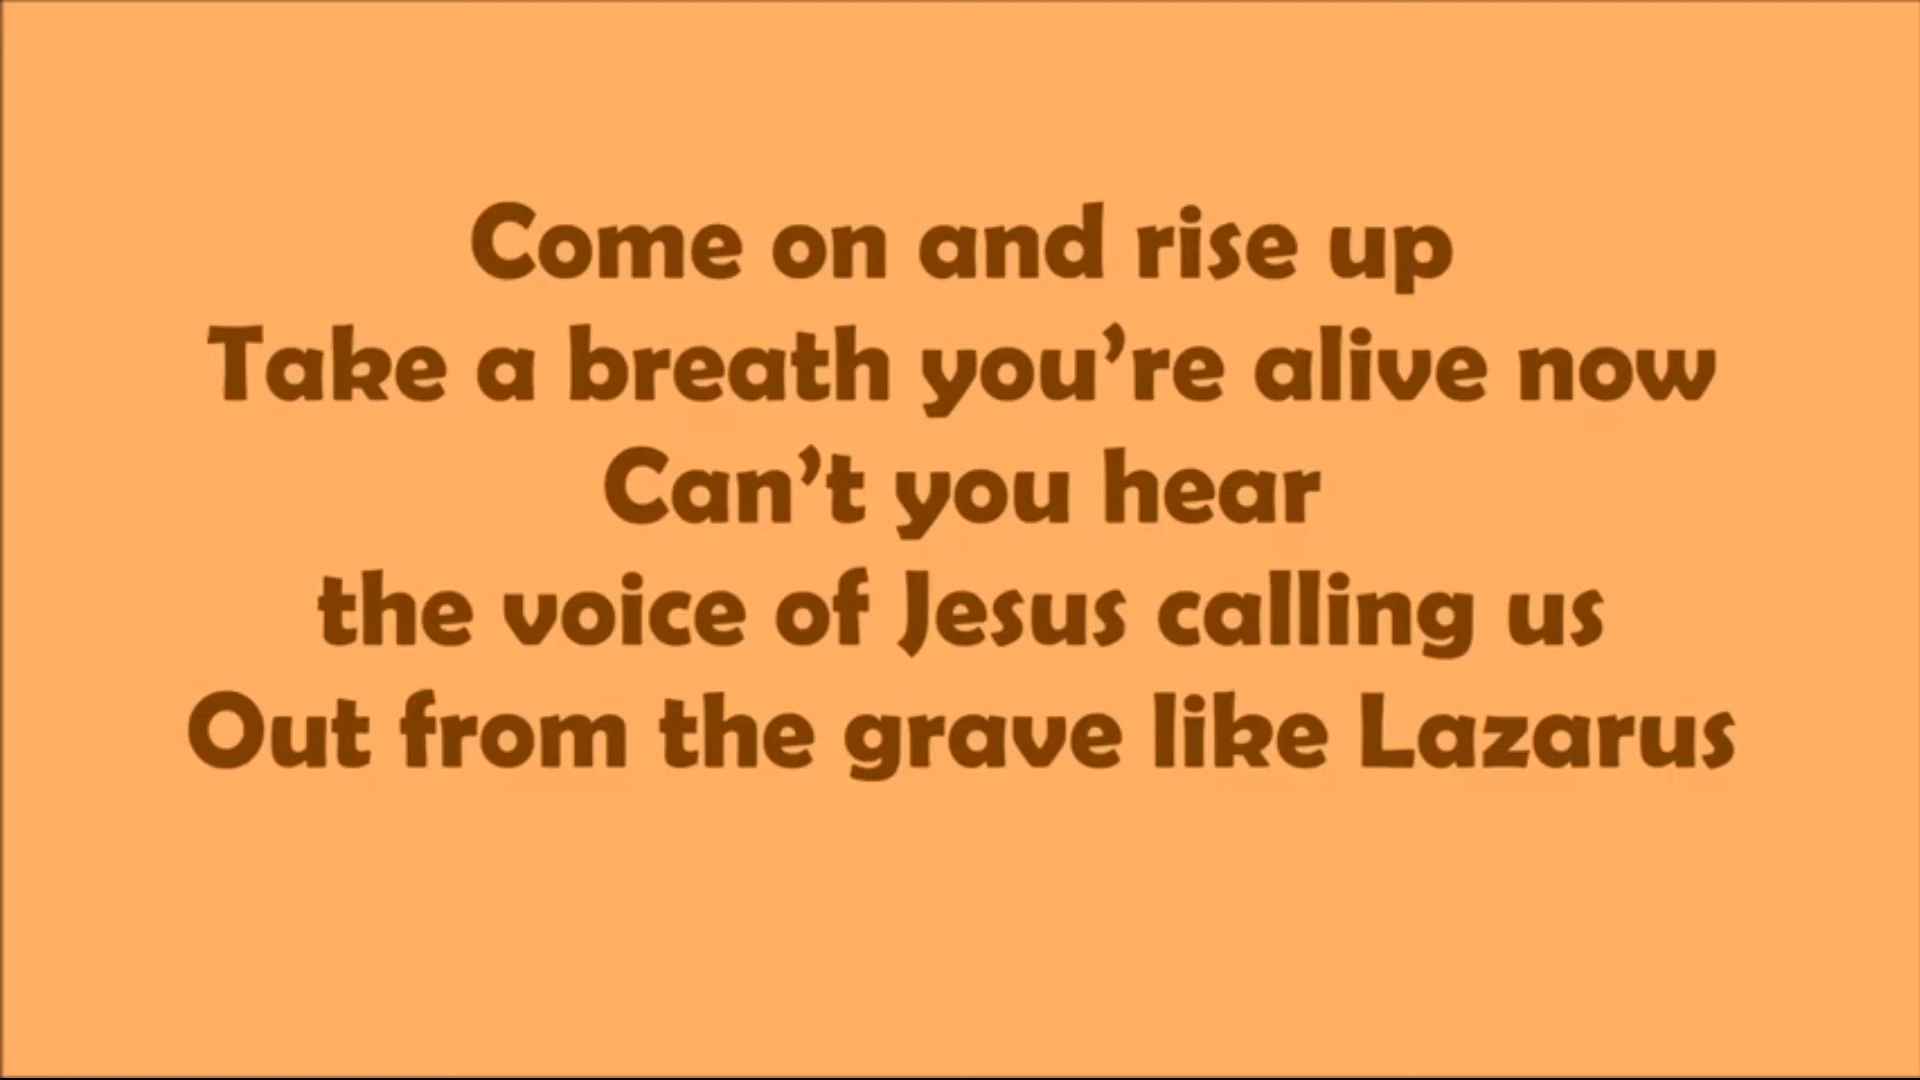 Come on and rise up
Take a breath you’re alive now
Can’t you hear
the voice of Jesus calling us
Out from the grave like Lazarus